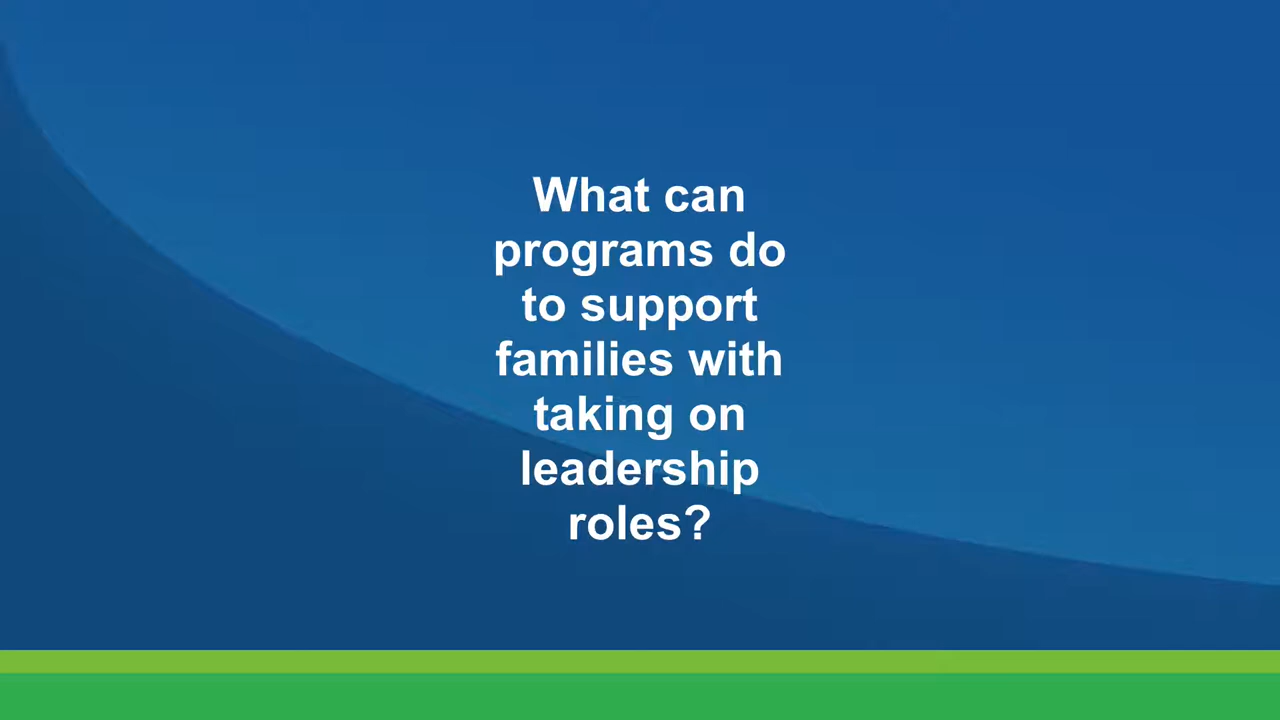 What can
programs do
to support
families with
taking on
leadership
roles?